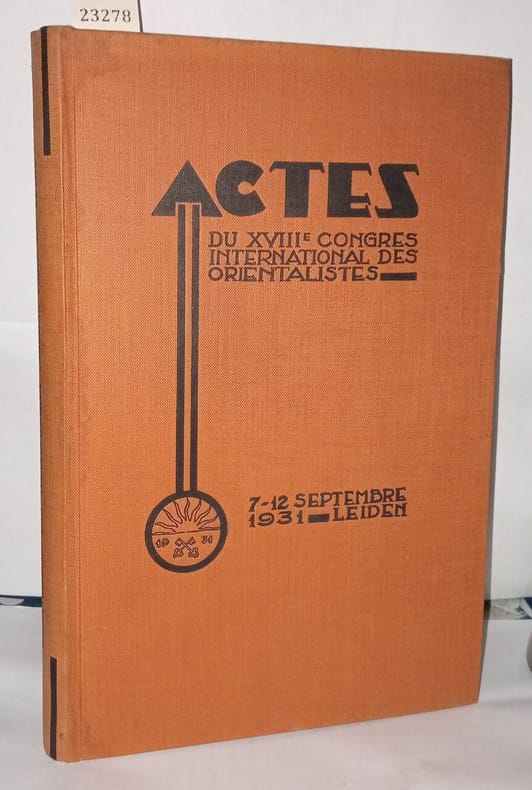 23278
ACTES
DU XVIIIE CONGRES
INTERNATIONAL DES
ORIENTALISTES
7-12 SEPTEMBRE
1931 — LEIDEN
19 31